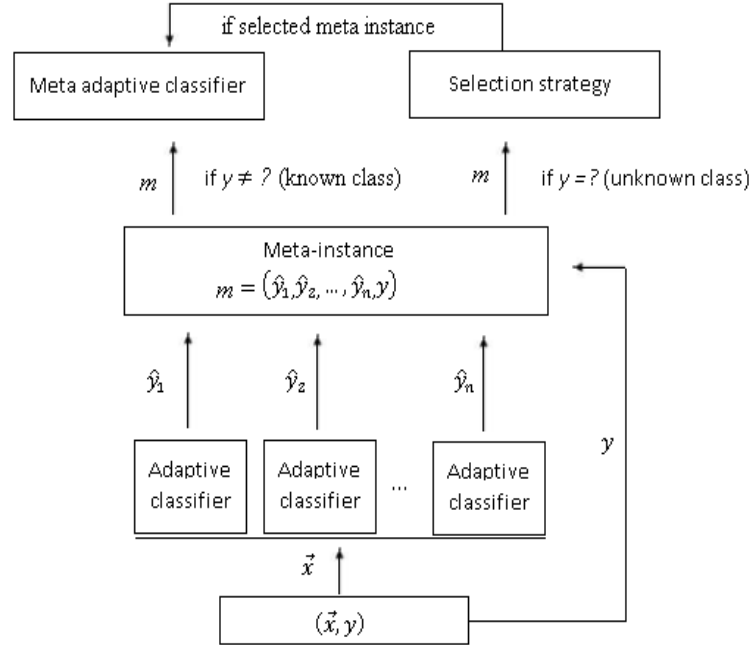 if selected meta instance
Meta adaptive classifier
Selection strategy
m
if y ≠ ? (known class)
m
if y = ? (unknown class)
Meta-instance
m = (ŷ₁,ŷ₂, … , ŷₙ,y)
ŷ₁
ŷ₂
ŷₙ
y
Adaptive
classifier
Adaptive
classifier
...
Adaptive
classifier
x⃗
(x⃗, y)